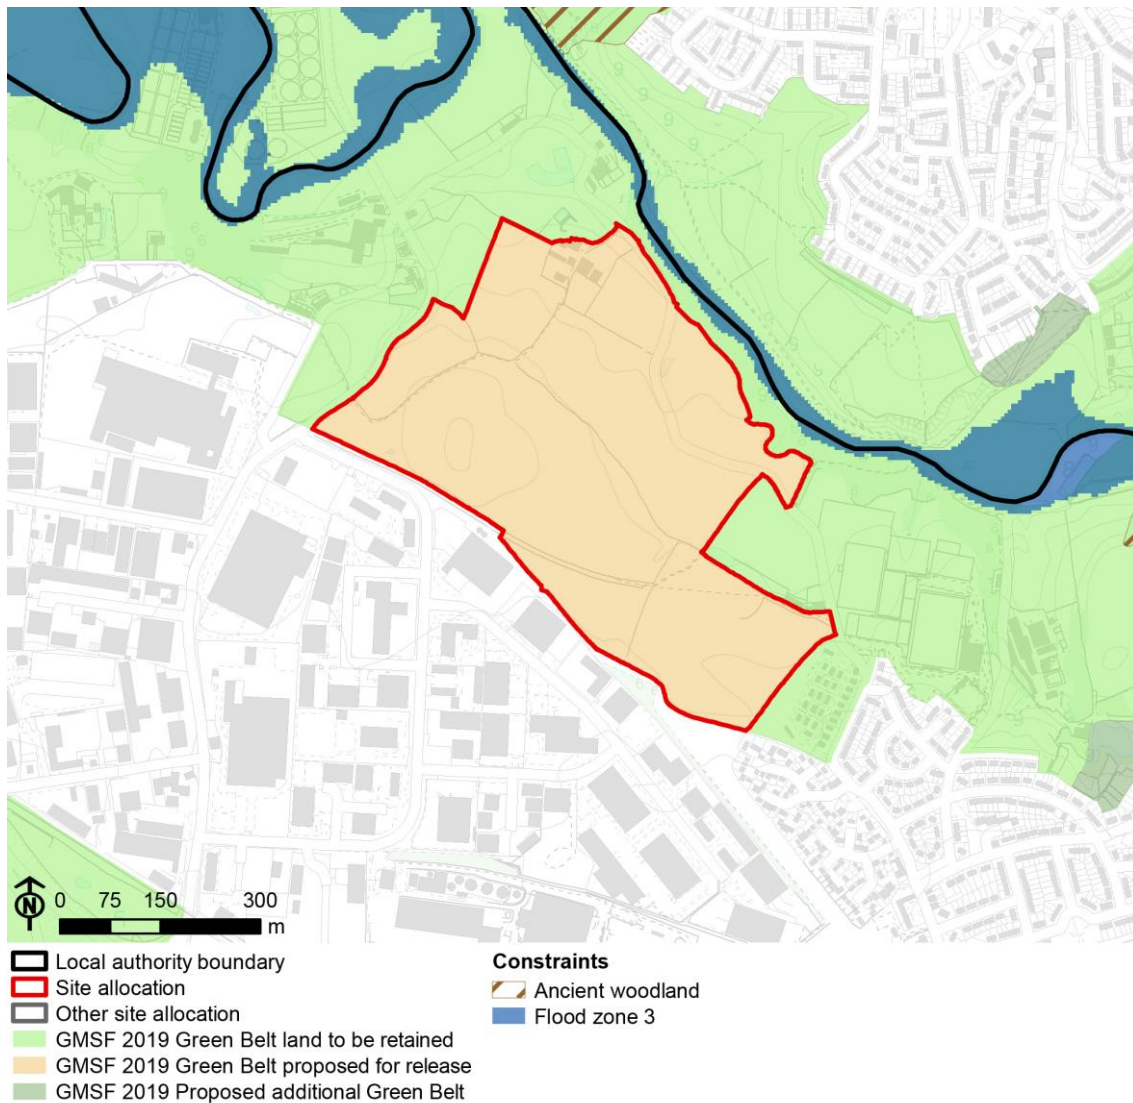 N
0 75 150 300
m
Local authority boundary
Site allocation
Other site allocation
GMSF 2019 Green Belt land to be retained
GMSF 2019 Green Belt proposed for release
GMSF 2019 Proposed additional Green Belt
Constraints
Ancient woodland
Flood zone 3